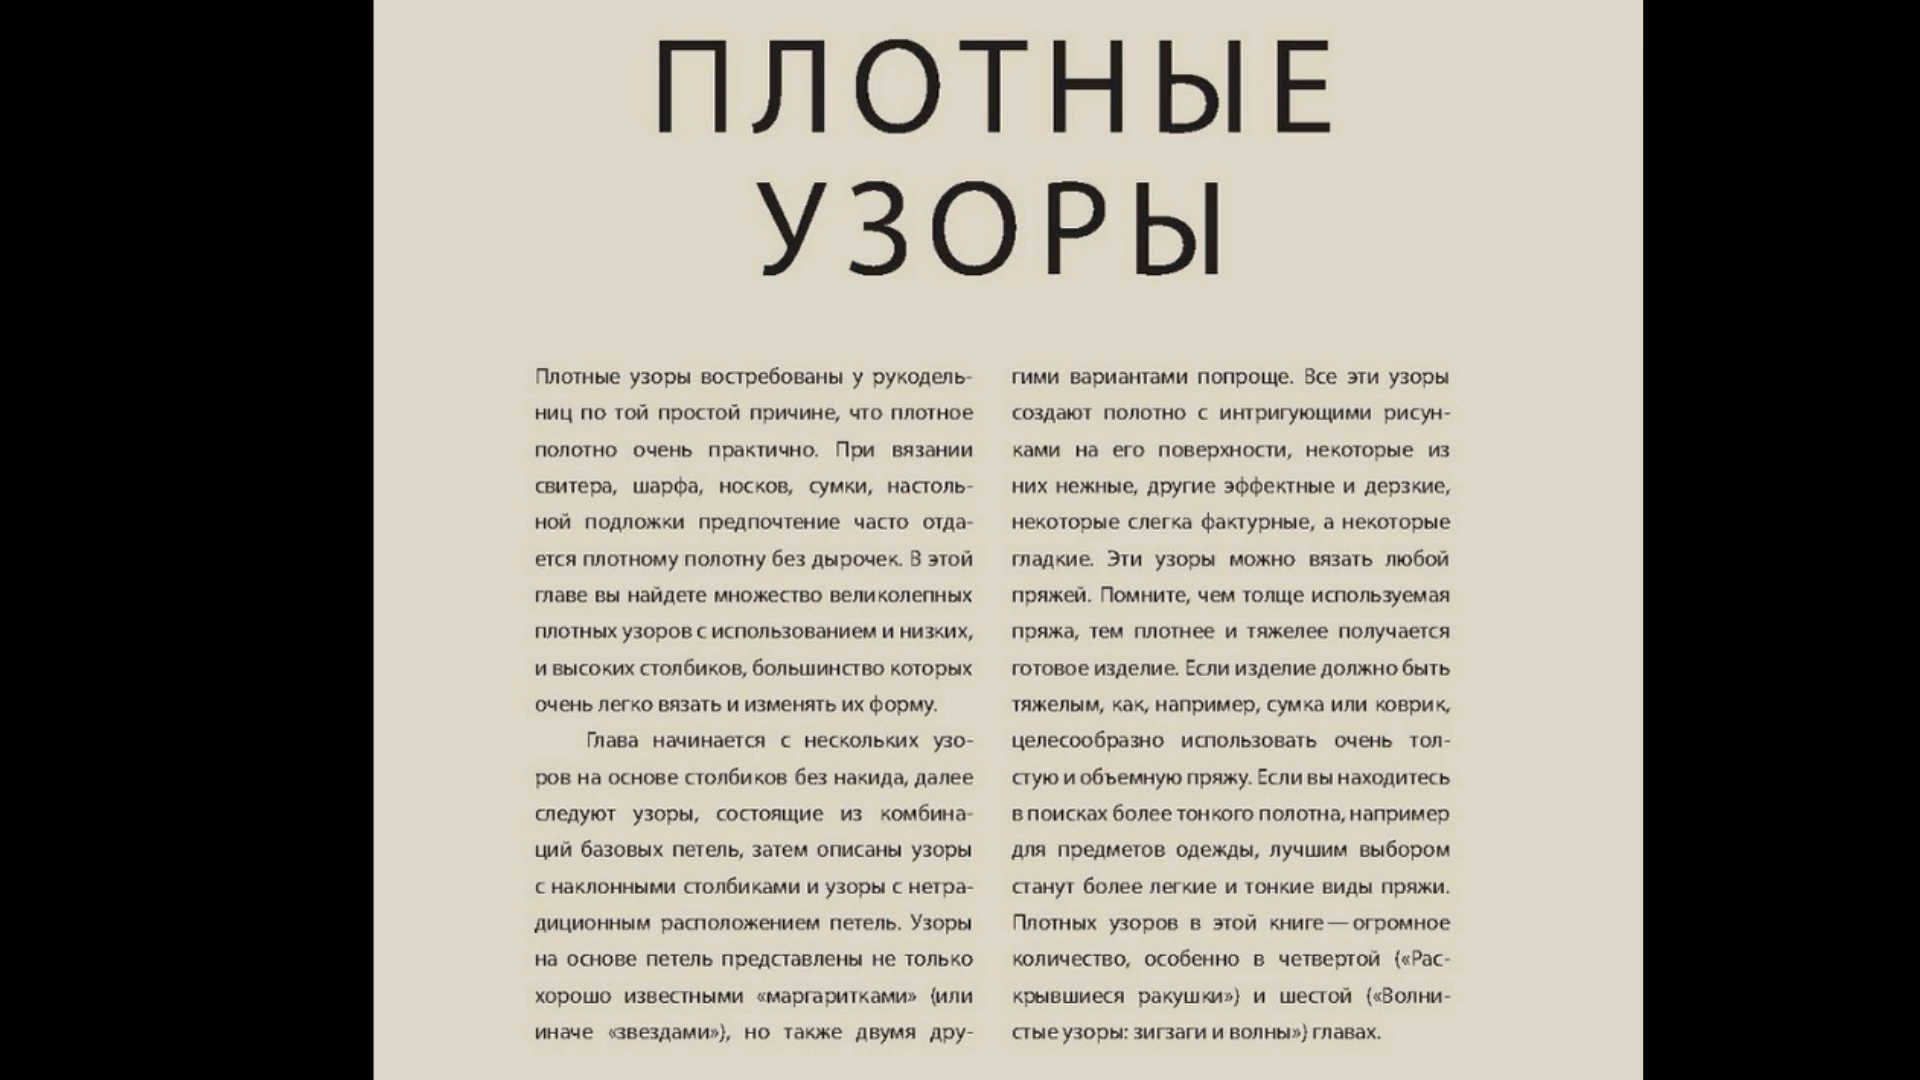 ПЛОТНЫЕ
УЗОРЫ
Плотные узоры востребованы у рукодель-
ниц по той простой причине, что плотное
полотно очень практично. При вязании
свитера, шарфа, носков, сумки, настоль-
ной подложки предпочтение часто отда-
ется плотному полотну без дырочек. В этой
главе вы найдете множество великолепных
плотных узоров с использованием и низких,
и высоких столбиков, большинство которых
очень легко вязать и изменять их форму.
Глава начинается с нескольких узо-
ров на основе столбиков без накида, далее
следуют узоры, состоящие из комбина-
ций базовых петель, затем описаны узоры
с наклонными столбиками и узоры с нетра-
диционным расположением петель. Узоры
на основе петель представлены не только
хорошо известными «маргаритками» (или
иначе «звездами»), но также двумя дру-
гими вариантами попроще. Все эти узоры
создают полотно с интригующими рисун-
ками на его поверхности, некоторые из
них нежные, другие эффектные и дерзкие,
некоторые слегка фактурные, а некоторые
гладкие. Эти узоры можно вязать любой
пряжей. Помните, чем толще используемая
пряжа, тем плотнее и тяжелее получается
готовое изделие. Если изделие должно быть
тяжелым, как, например, сумка или коврик,
целесообразно использовать очень тол-
стую и объемную пряжу. Если вы находитесь
в поисках более тонкого полотна, например
для предметов одежды, лучшим выбором
станут более легкие и тонкие виды пряжи.
Плотных узоров в этой книге — огромное
количество, особенно в четвертой («Рас-
крывшиеся ракушки») и шестой («Волни-
стые узоры: зигзаги и волны») главах.